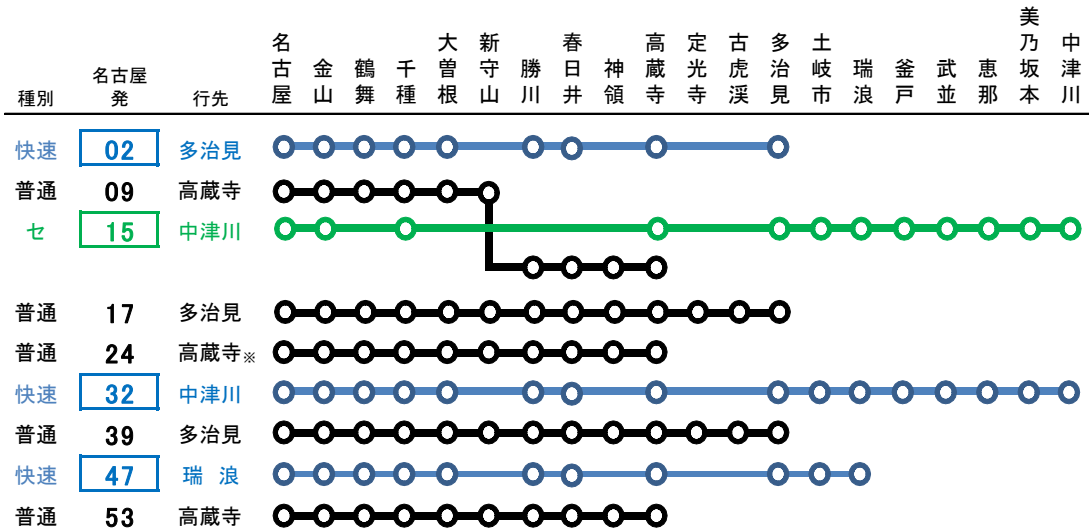 種別 名古屋発 行先 名古屋 金山 鶴舞 千種 大曽根 新守山 勝川 春日井 神領 高蔵寺 定光寺 古虎渓 多治見 土岐市 瑞浪 釜戸 武並 恵那 美乃坂本 中津川
快速 02 多治見
普通 09 高蔵寺
セ 15 中津川
普通 17 多治見
普通 24 高蔵寺※
快速 32 中津川
普通 39 多治見
快速 47 瑞 浪
普通 53 高蔵寺